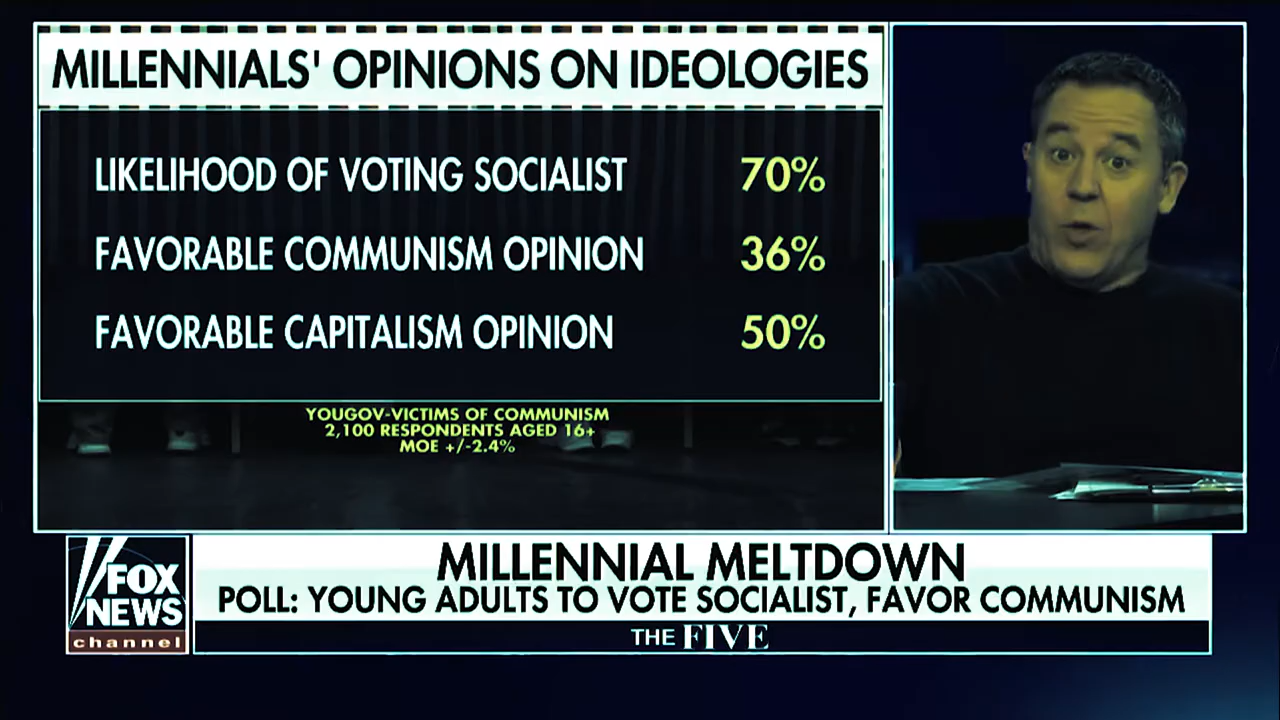 MILLENNIALS' OPINIONS ON IDEOLOGIES
LIKELIHOOD OF VOTING SOCIALIST 70%
FAVORABLE COMMUNISM OPINION 36%
FAVORABLE CAPITALISM OPINION 50%
YOUGOV-VICTIMS OF COMMUNISM
2,100 RESPONDENTS AGED 16+
MOE +/-2.4%
MILLENNIAL MELTDOWN
POLL: YOUNG ADULTS TO VOTE SOCIALIST, FAVOR COMMUNISM
THE FIVE
FOX
NEWS
channel